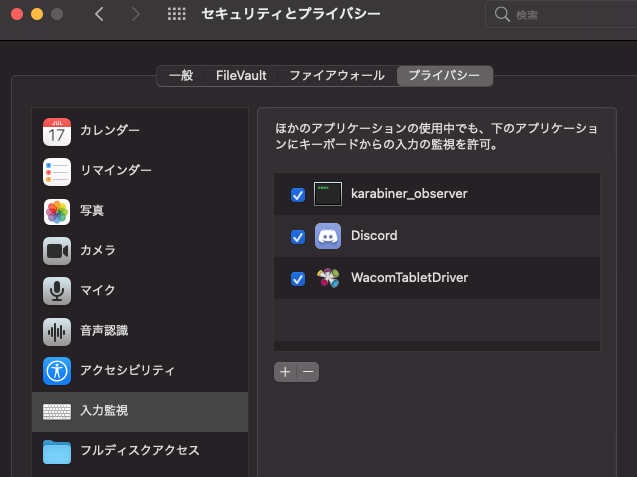 セキュリティとプライバシー
検索
一般 FileVault ファイアウォール プライバシー
JUL
17
カレンダー
リマインダー
写真
カメラ
マイク
音声認識
アクセシビリティ
入力監視
フルディスクアクセス
ほかのアプリケーションの使用中でも、下のアプリケーショ
ンにキーボードからの入力の監視を許可。
karabiner_observer
Discord
WacomTabletDriver